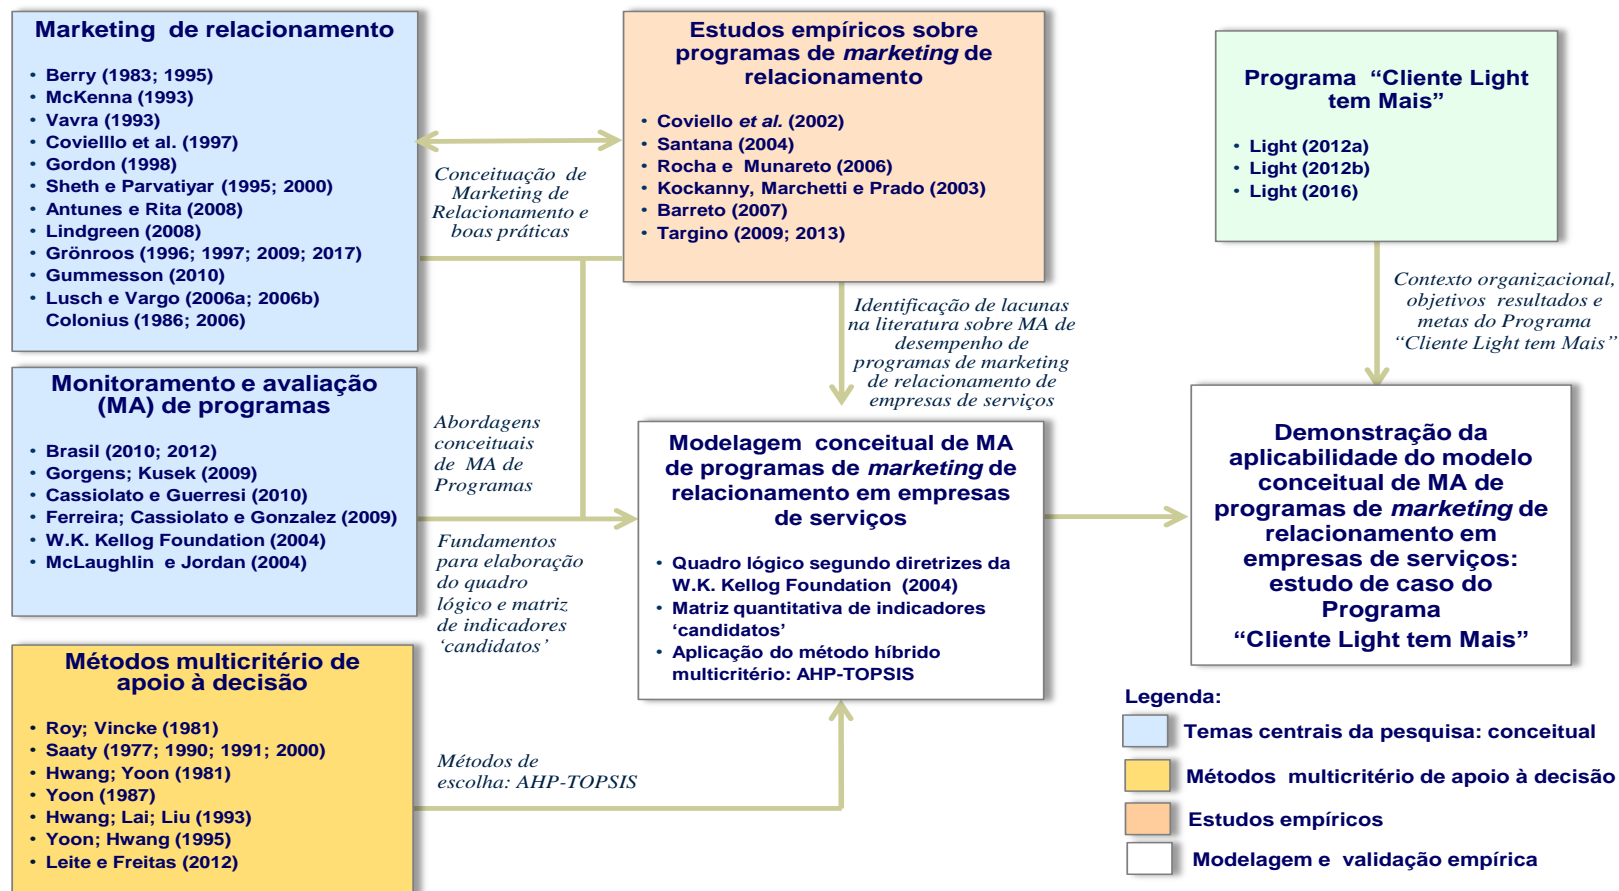 Marketing de relacionamento
• Berry (1983; 1995)
• McKenna (1993)
• Vavra (1993)
• Covielllo et al. (1997)
• Gordon (1998)
• Sheth e Parvatiyar (1995; 2000)
• Antunes e Rita (2008)
• Lindgreen (2008)
• Grönroos (1996; 1997; 2009; 2017)
• Gummesson (2010)
• Lusch e Vargo (2006a; 2006b)
Colonius (1986; 2006)
Conceituação de
Marketing de
Relacionamento e
boas práticas
Estudos empíricos sobre
programas de marketing de
relacionamento
• Coviello et al. (2002)
• Santana (2004)
• Rocha e Munareto (2006)
• Kockanny, Marchetti e Prado (2003)
• Barreto (2007)
• Targino (2009; 2013)
Programa “Cliente Light
tem Mais”
• Light (2012a)
• Light (2012b)
• Light (2016)
Identificação de lacunas
na literatura sobre MA de
desempenho de
programas de marketing
de relacionamento de
empresas de serviços
Contexto organizacional,
objetivos resultados e
metas do Programa
“Cliente Light tem Mais”
Monitoramento e avaliação
(MA) de programas
• Brasil (2010; 2012)
• Gorgens; Kusek (2009)
• Cassiolato e Guerresi (2010)
• Ferreira; Cassiolato e Gonzalez (2009)
• W.K. Kellog Foundation (2004)
• McLaughlin e Jordan (2004)
Abordagens
conceituais
de MA de
Programas
Fundamentos
para elaboração
do quadro
lógico e matriz
de indicadores
‘candidatos’
Modelagem conceitual de MA
de programas de marketing de
relacionamento em empresas
de serviços
• Quadro lógico segundo diretrizes da
W.K. Kellog Foundation (2004)
• Matriz quantitativa de indicadores
‘candidatos’
• Aplicação do método híbrido
multicritério: AHP-TOPSIS
Demonstração da
aplicabilidade do modelo
conceitual de MA de
programas de marketing de
relacionamento em
empresas de serviços:
estudo de caso do
Programa
“Cliente Light tem Mais”
Métodos multicritério de
apoio à decisão
• Roy; Vincke (1981)
• Saaty (1977; 1990; 1991; 2000)
• Hwang; Yoon (1981)
• Yoon (1987)
• Hwang; Lai; Liu (1993)
• Yoon; Hwang (1995)
• Leite e Freitas (2012)
Métodos de
escolha: AHP-TOPSIS
Legenda:
Temas centrais da pesquisa: conceitual
Métodos multicritério de apoio à decisão
Estudos empíricos
Modelagem e validação empírica